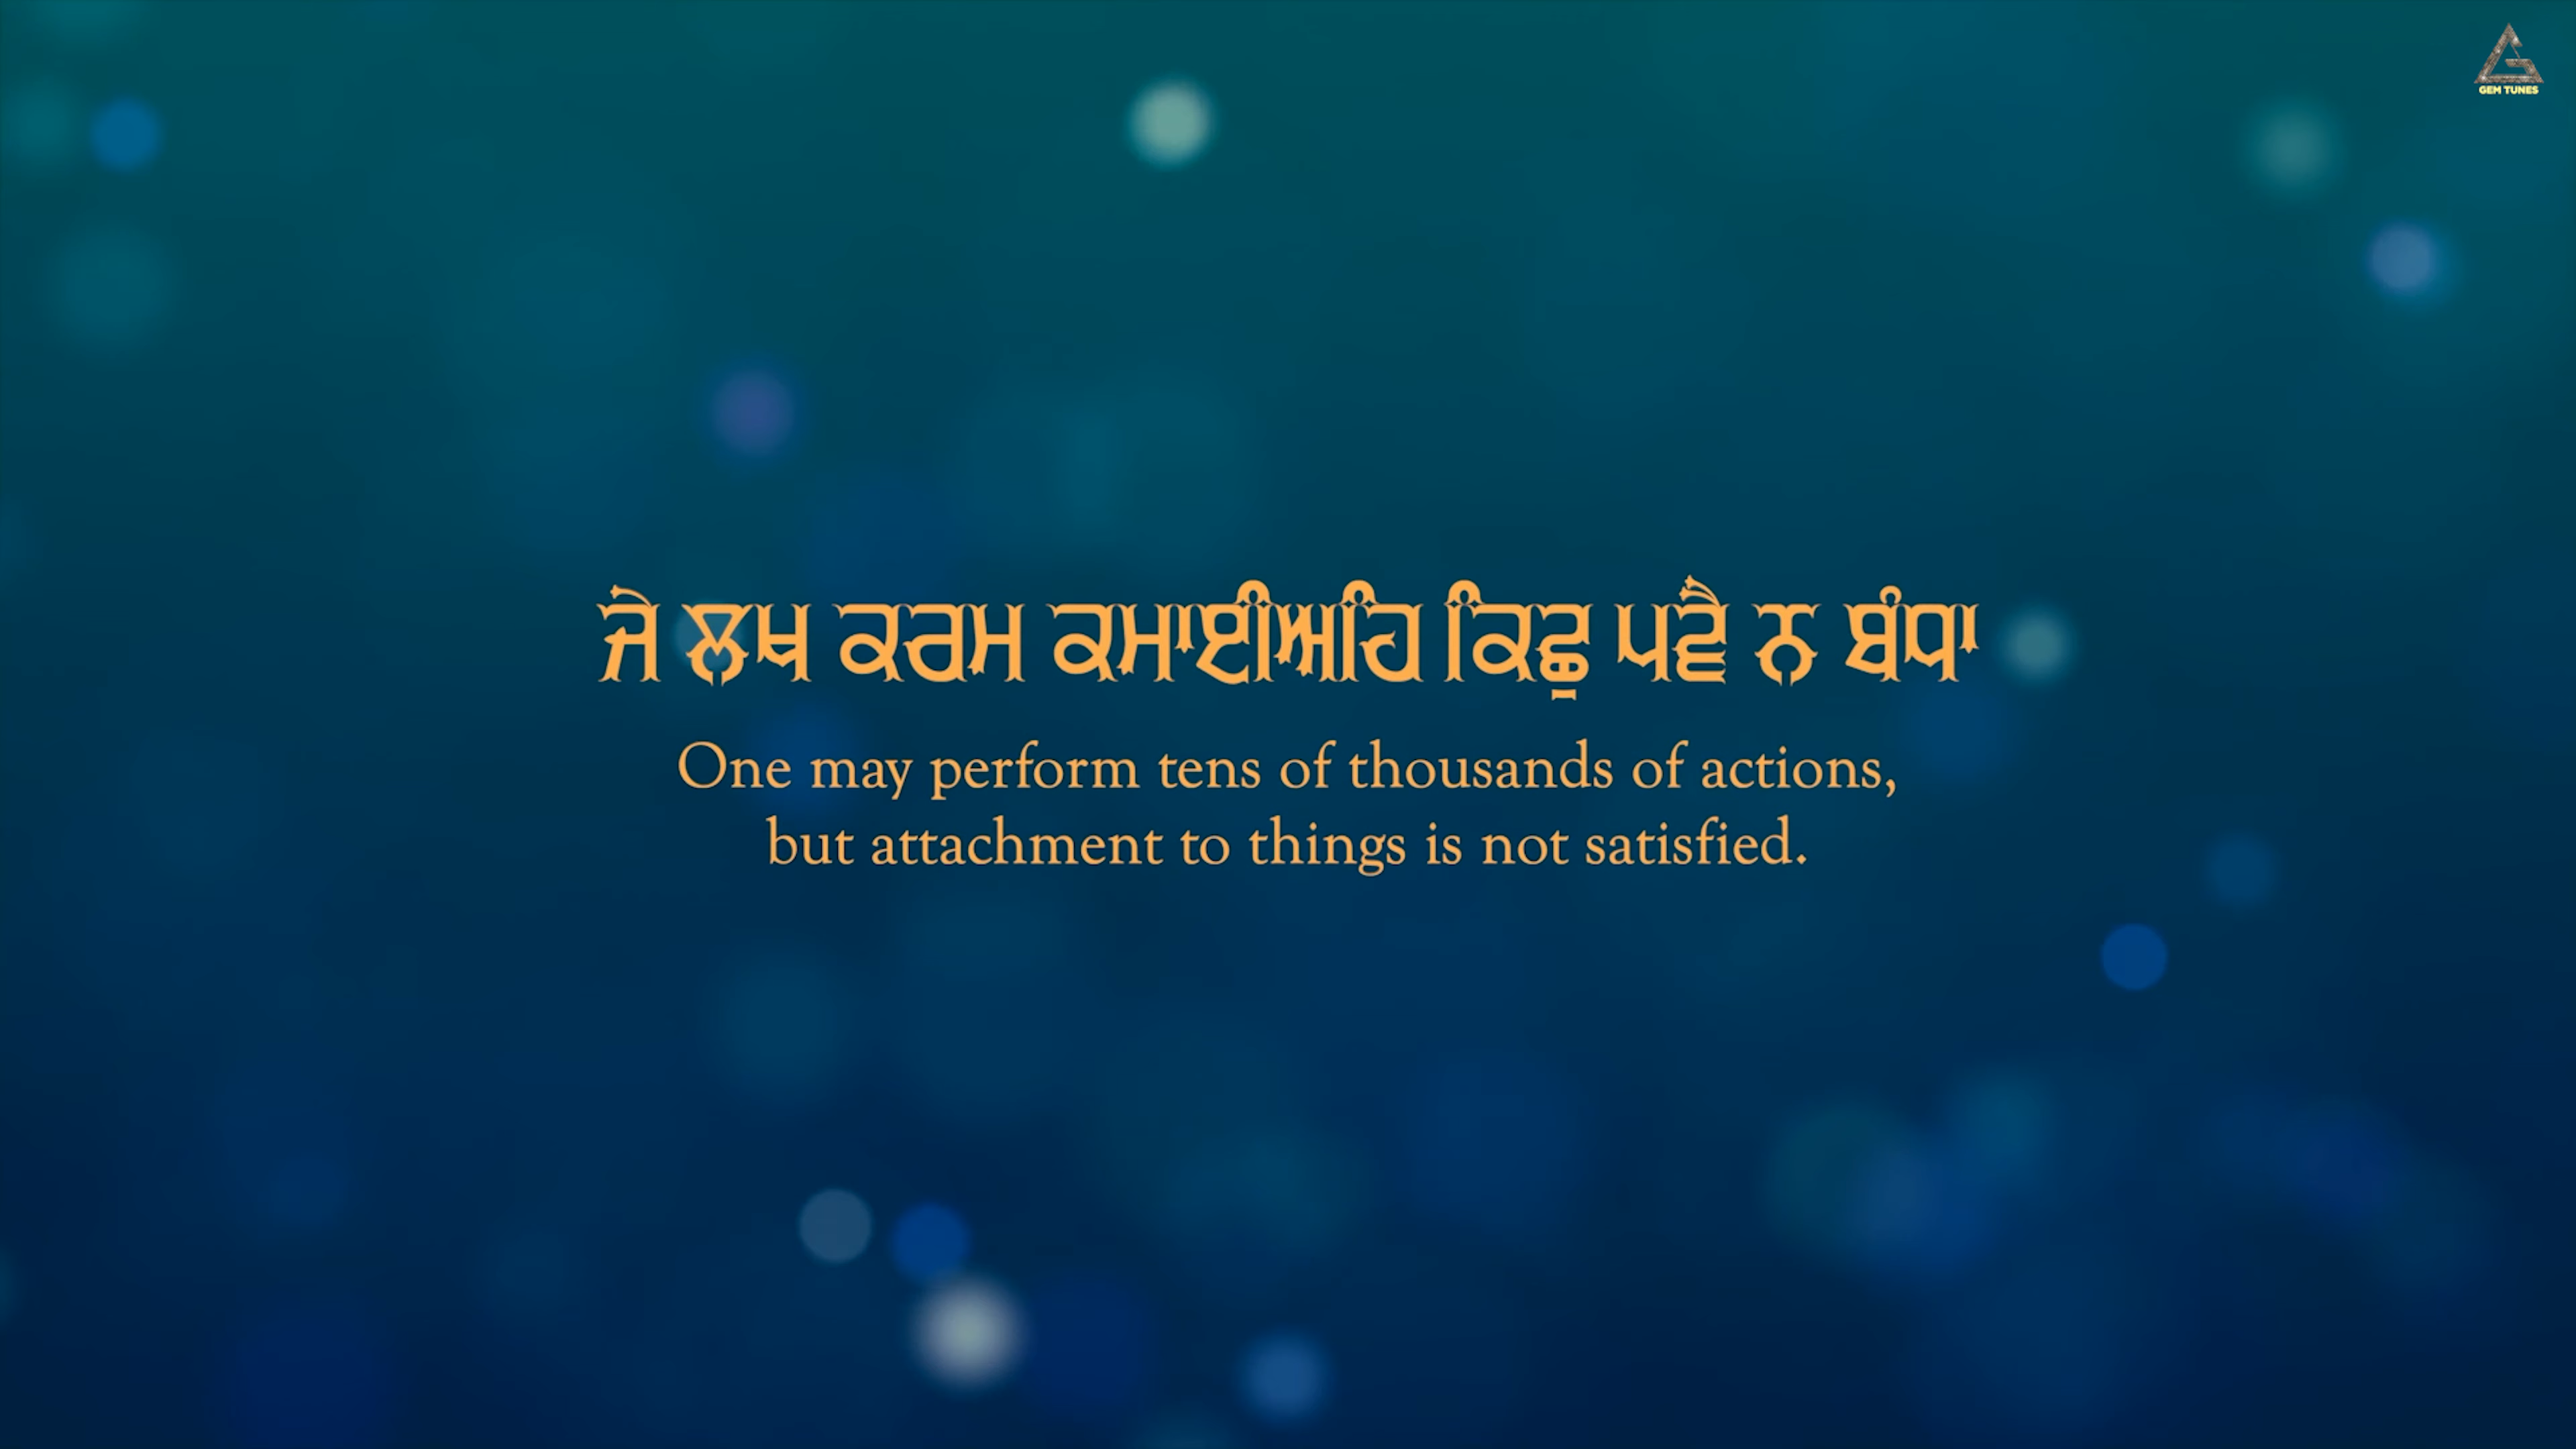 GEM TUNES
ਜੇ ਲਖ ਕਰਮ ਕਮਾਈਅਹਿ ਕਿਛੁ ਪਵੈ ਨ ਬੰਧਾ
One may perform tens of thousands of actions,
but attachment to things is not satisfied.